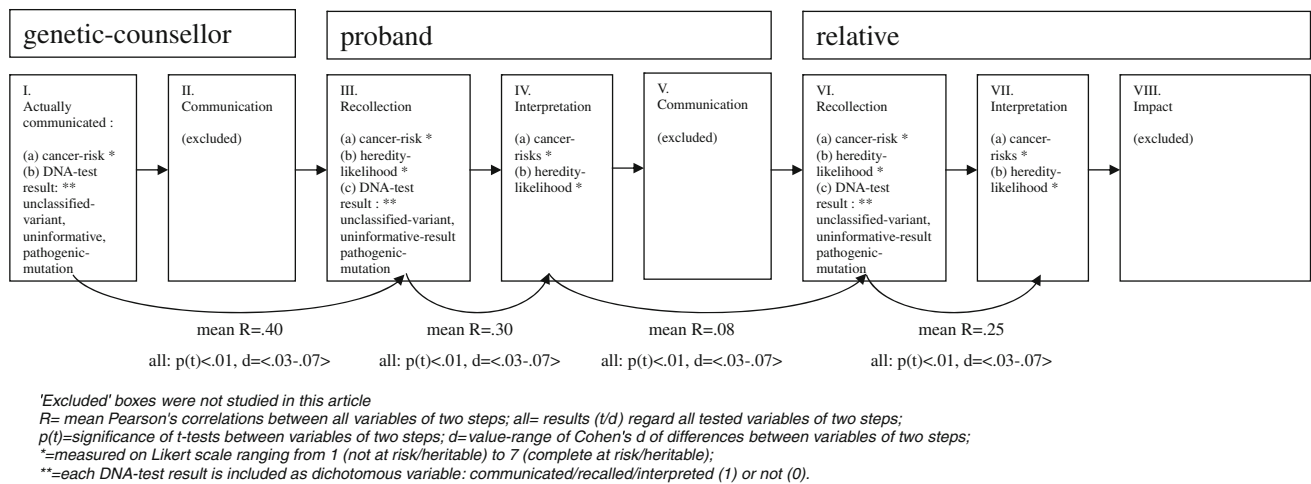 genetic-counsellor
proband
relative
I.
Actually
communicated :
(a) cancer-risk *
(b) DNA-test
result: **
unclassified-
variant,
uninformative,
pathogenic-
mutation
II.
Communication
(excluded)
III.
Recollection
(a) cancer-risk *
(b) heredity-
likelihood *
(c) DNA-test
result : **
unclassified-variant,
uninformative-result
pathogenic-
mutation
IV.
Interpretation
(a) cancer-
risks *
(b) heredity-
likelihood *
V.
Communication
(excluded)
VI.
Recollection
(a) cancer-risk *
(b) heredity-
likelihood *
(c) DNA-test
result : **
unclassified-variant,
uninformative-result
pathogenic-
mutation
VII.
Interpretation
(a) cancer-
risks *
(b) heredity-
likelihood *
VIII.
Impact
(excluded)
mean R=.40
all: p(t)<.01, d=<.03-.07>
mean R=.30
all: p(t)<.01, d=<.03-.07>
mean R=.08
all: p(t)<.01, d=<.03-.07>
mean R=.25
all: p(t)<.01, d=<.03-.07>
'Excluded' boxes were not studied in this article
R= mean Pearson's correlations between all variables of two steps; all= results (t/d) regard all tested variables of two steps;
p(t)=significance of t-tests between variables of two steps; d=value-range of Cohen's d of differences between variables of two steps;
*=measured on Likert scale ranging from 1 (not at risk/heritable) to 7 (complete at risk/heritable);
**=each DNA-test result is included as dichotomous variable: communicated/recalled/interpreted (1) or not (0).